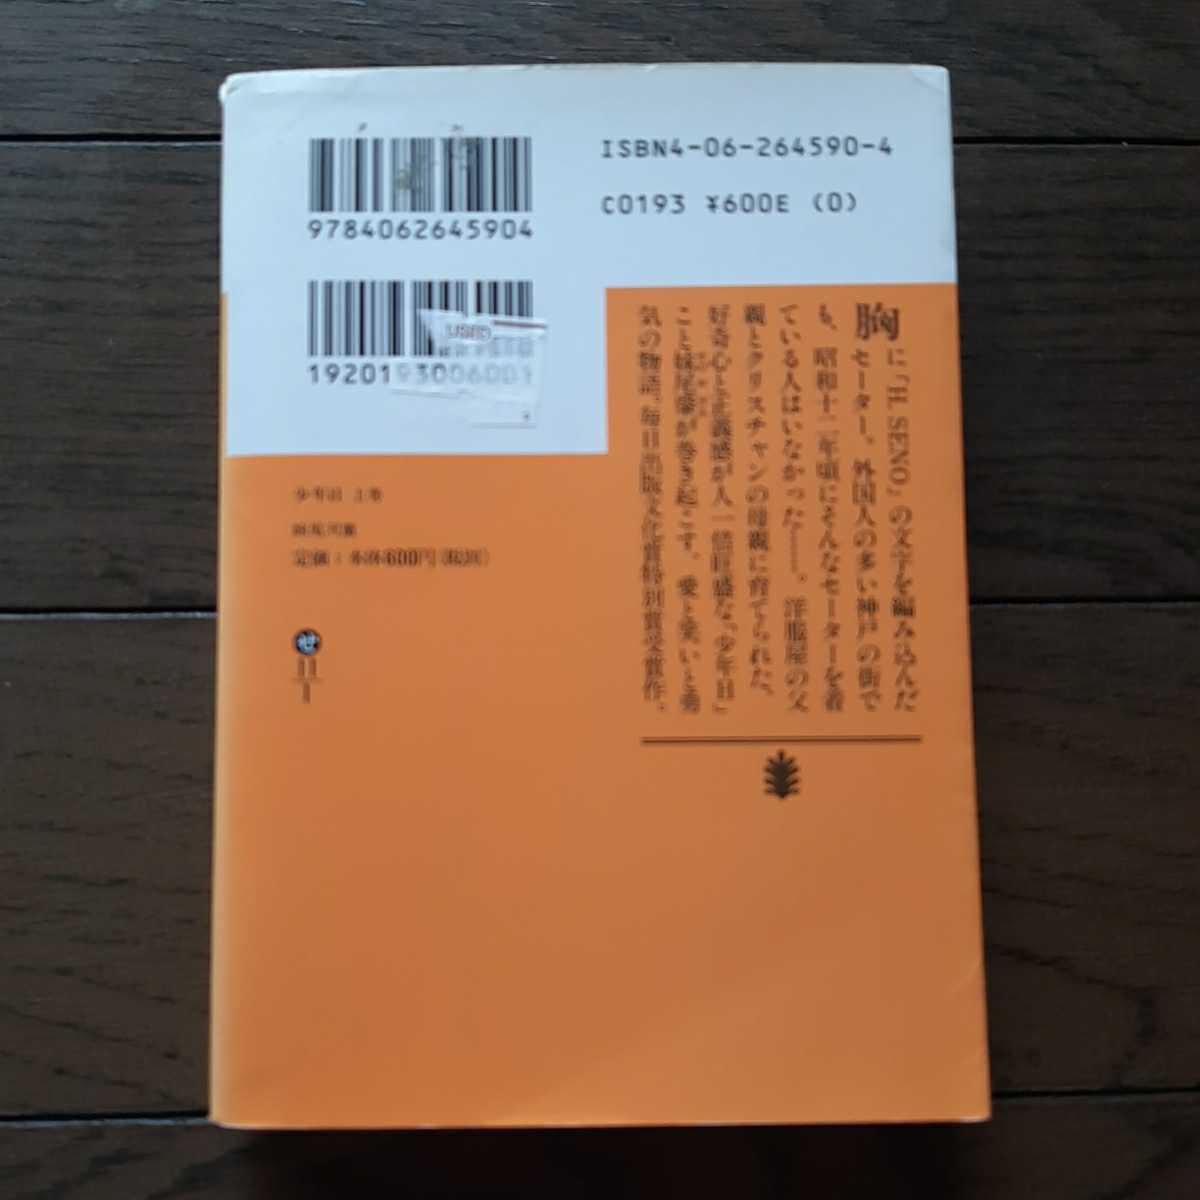 ISBN4-06-264590-4
C0193 ¥600E (0)
9784062645904
1920193006001
USED
胸に「H. SENO」の文字を編み込んだ
セーター。外国人の多い神戸の街で
も、昭和十二年頃にそんなセーターを着
ている人はいなかった──。洋服屋の父
親とクリスチャンの母親に育てられた、
好奇心と正義感が人一倍旺盛な「少年H」
こと妹尾肇が巻き起こす、愛と笑いと勇
気の物語。毎日出版文化賞特別賞受賞作。
少年H 上巻
妹尾河童
定価：本体600円(税別)
11
1